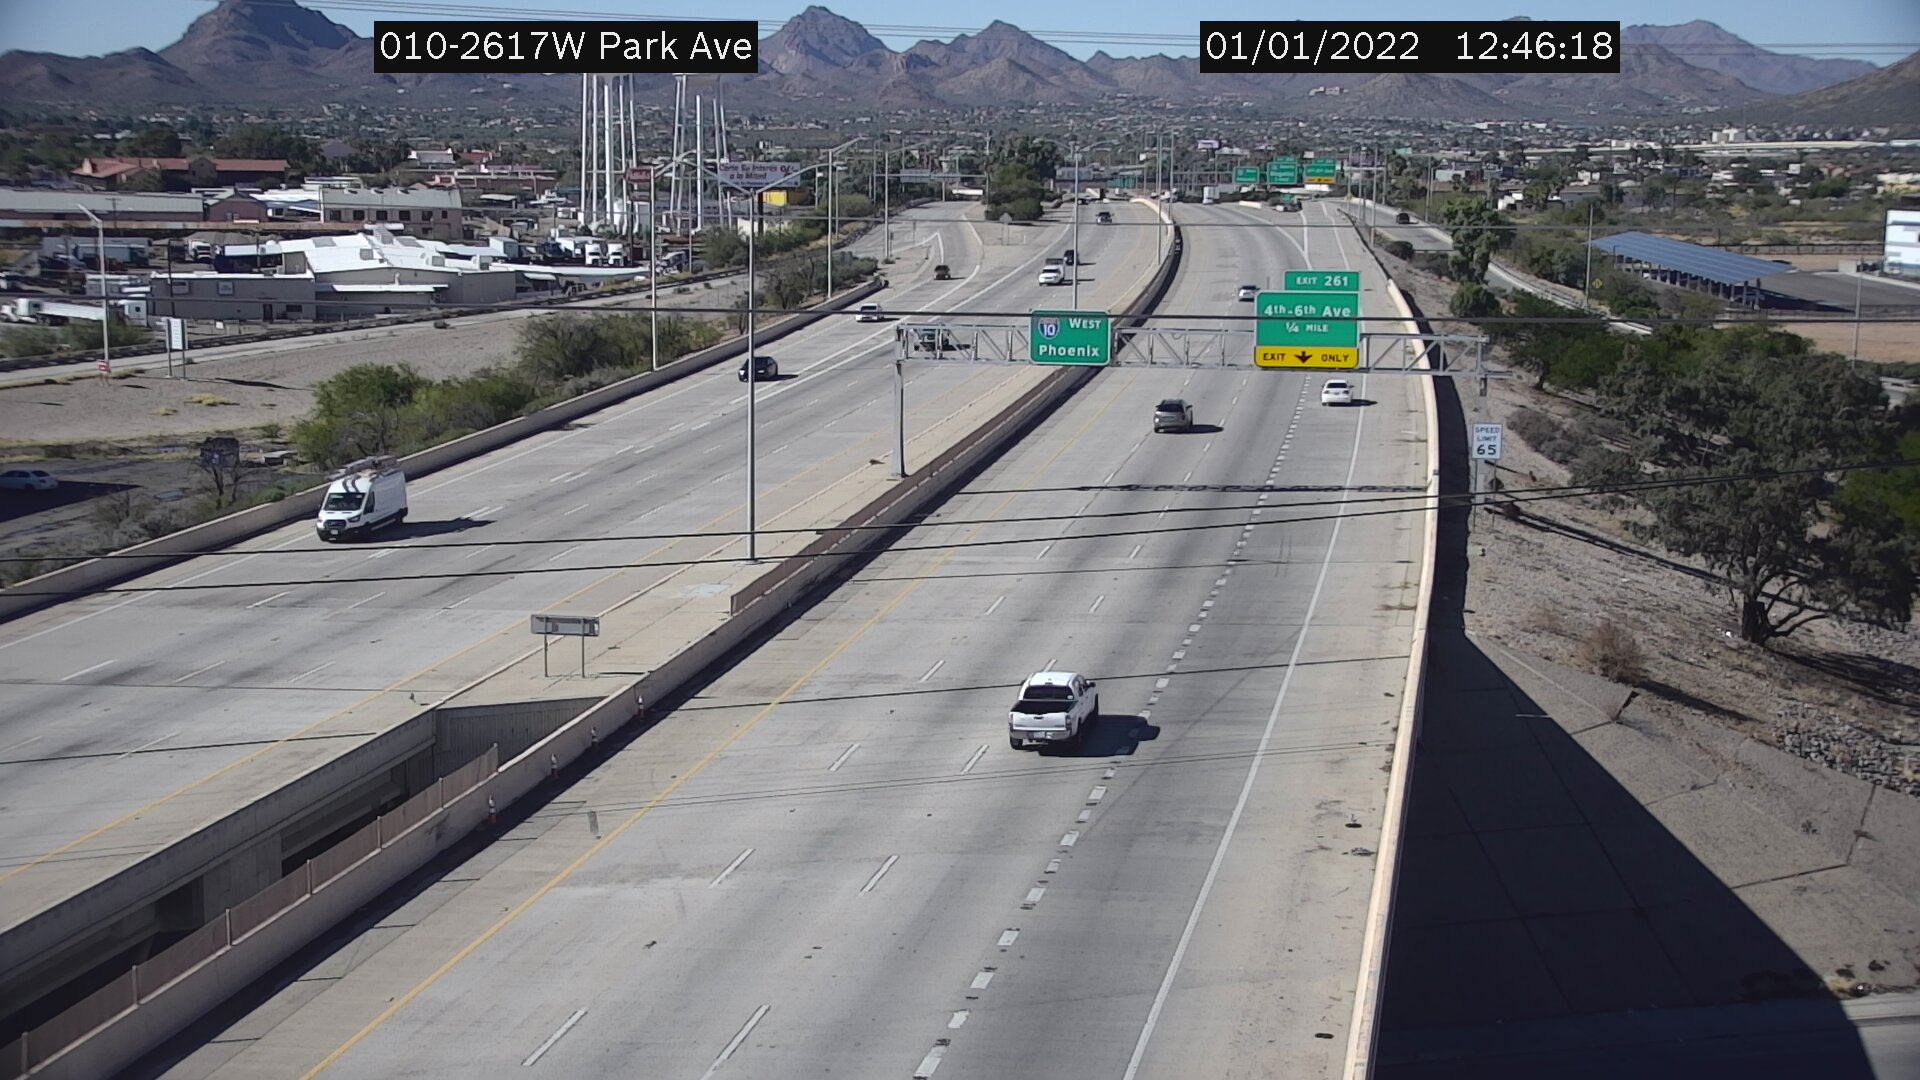 010-2617W Park Ave
01/01/2022 12:46:18
EXIT 261
4th-6th Ave
1/4 MILE
EXIT ONLY
10
WEST
Phoenix
SPEED
LIMIT
65